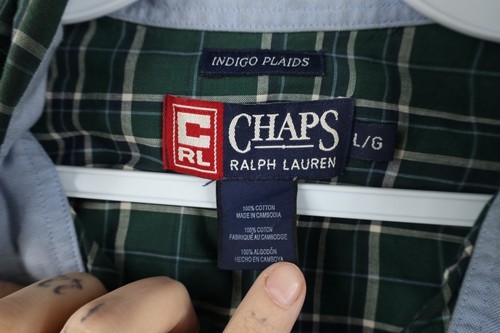 INDIGO PLAIDS
C
RL
CHAPS
RALPH LAUREN
L/G
100% COTTON
MADE IN CAMBODIA
100% COTON
FABRIQUÉ AU CAMBODGE
100% ALGODÓN
HECHO EN CAMBOYA